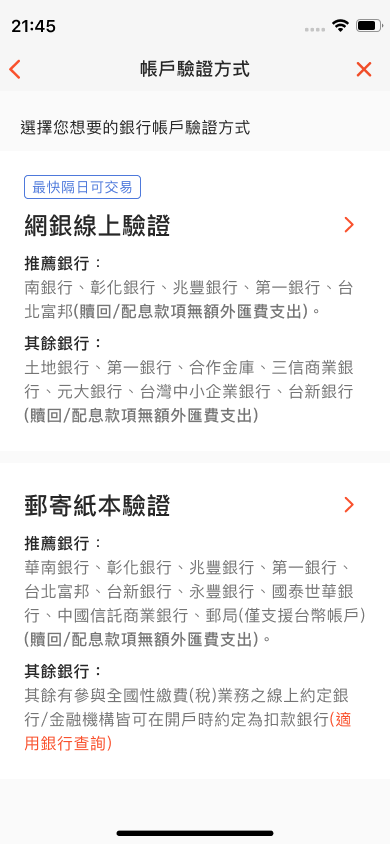 21:45
帳戶驗證方式
選擇您想要的銀行帳戶驗證方式
最快隔日可交易
網銀線上驗證
推薦銀行：
南銀行、彰化銀行、兆豐銀行、第一銀行、台
北富邦(贖回/配息款項無額外匯費支出)。
其餘銀行：
土地銀行、第一銀行、合作金庫、三信商業銀
行、元大銀行、台灣中小企業銀行、台新銀行
(贖回/配息款項無額外匯費支出)
郵寄紙本驗證
推薦銀行：
華南銀行、彰化銀行、兆豐銀行、第一銀行、
台北富邦、台新銀行、永豐銀行、國泰世華銀
行、中國信託商業銀行、郵局(僅支援台幣帳戶)
(贖回/配息款項無額外匯費支出)。
其餘銀行：
其餘有參與全國性繳費(稅)業務之線上約定銀
行/金融機構皆可在開戶時約定為扣款銀行(適
用銀行查詢)